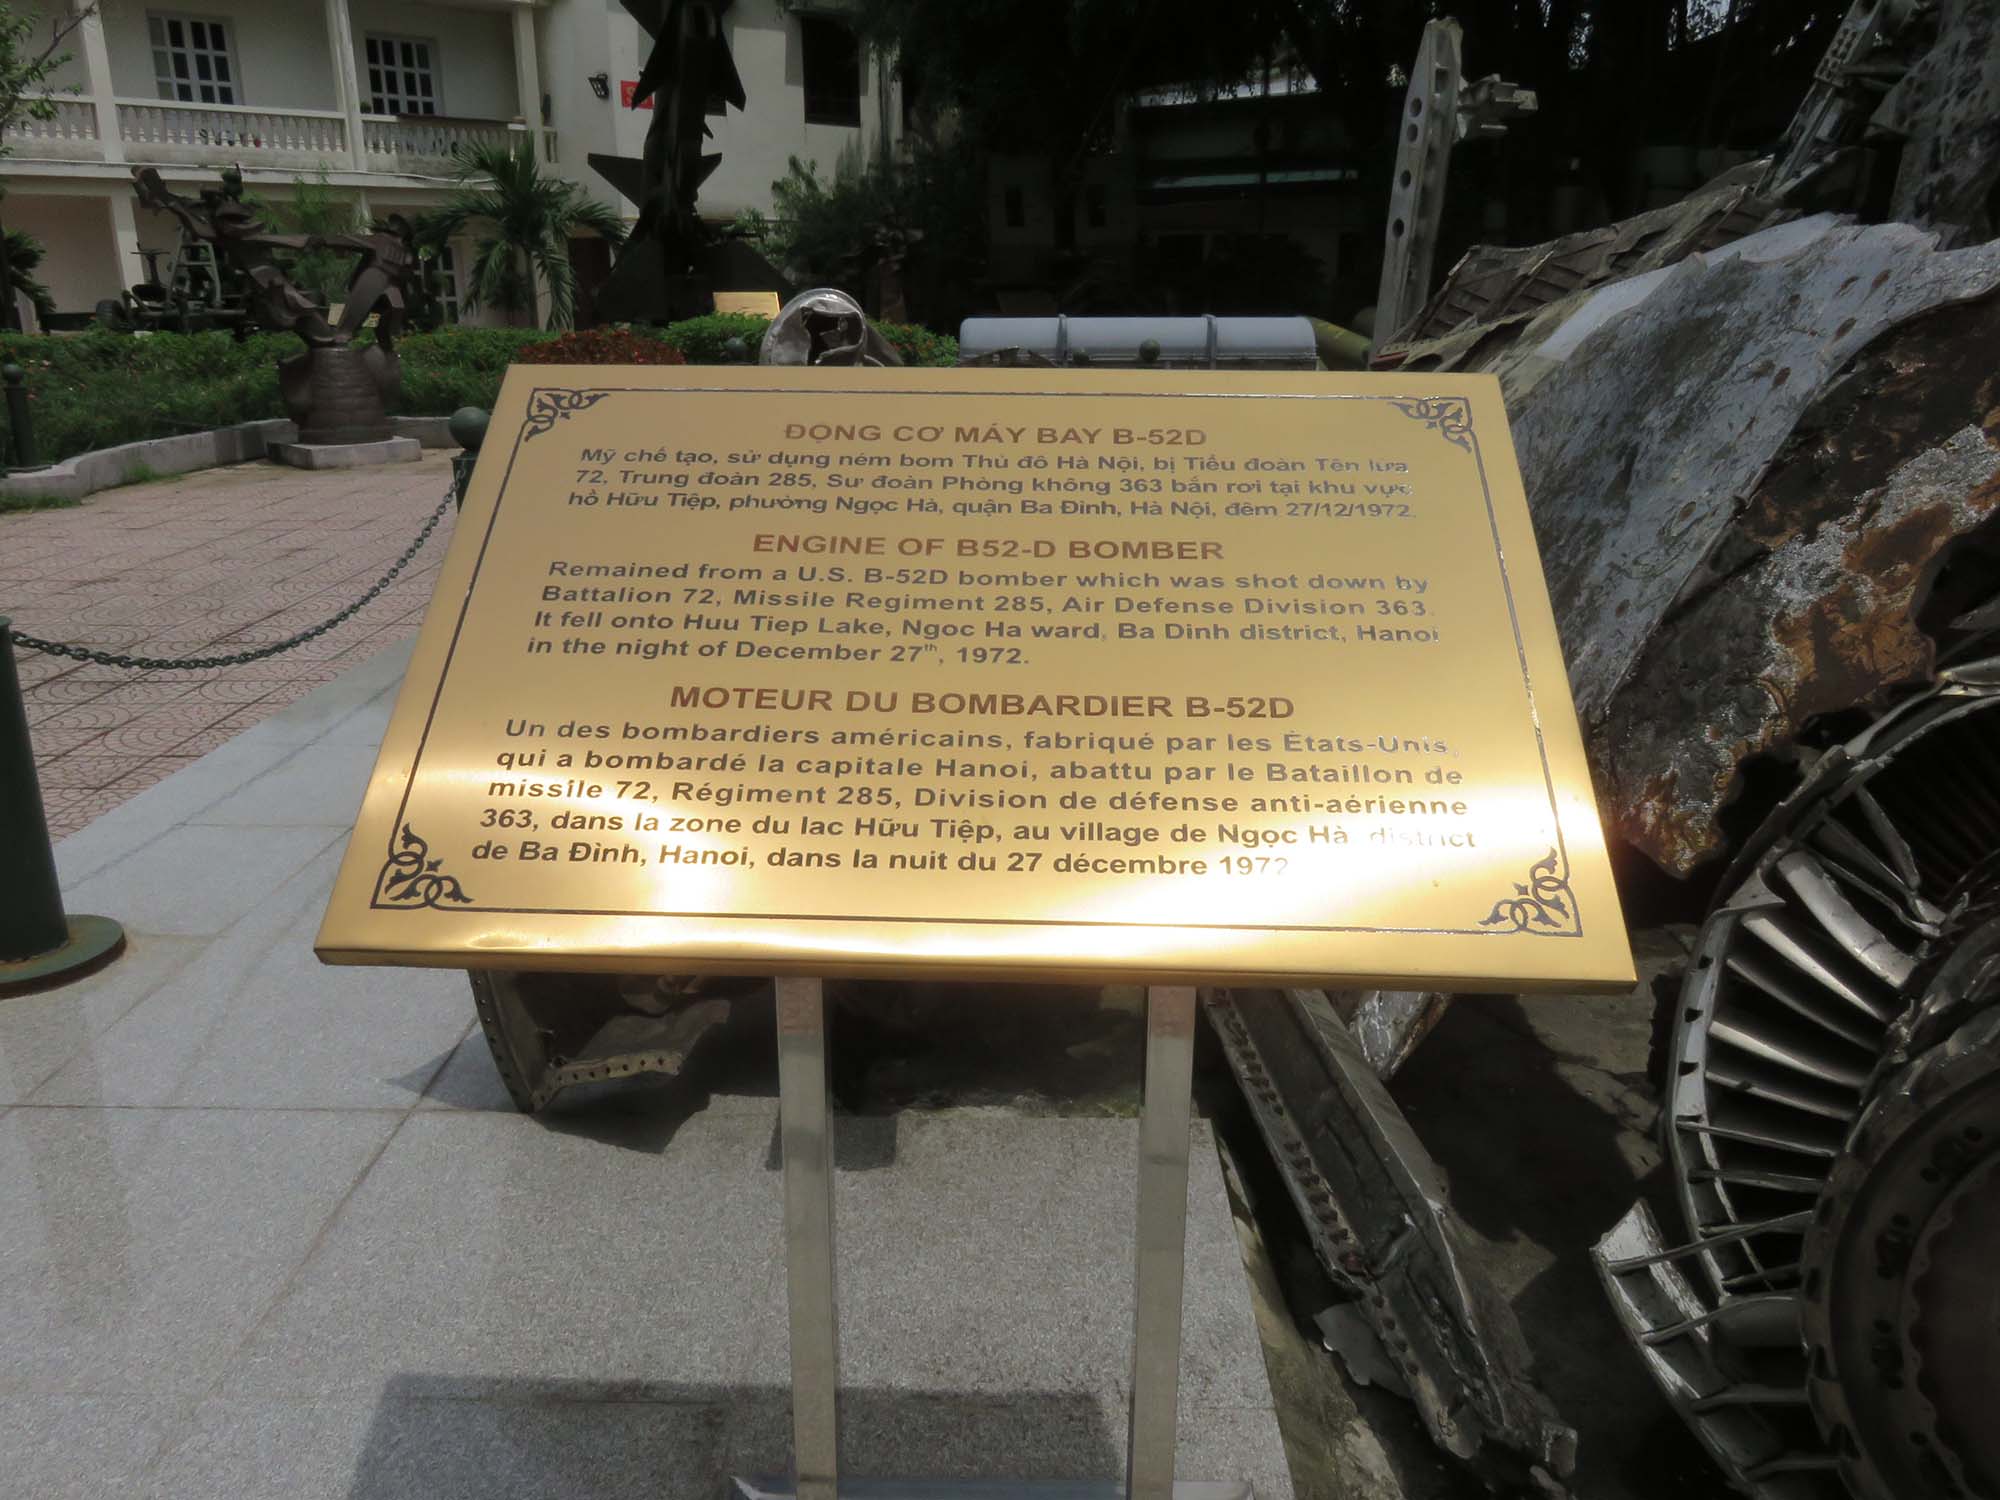 ĐỘNG CƠ MÁY BAY B-52D
Mỹ chế tạo, sử dụng ném bom Thủ đô Hà Nội, bị Tiểu đoàn Tên lửa
72, Trung đoàn 285, Sư đoàn Phòng không 363 bắn rơi tại khu vực
hồ Hữu Tiệp, phường Ngọc Hà, quận Ba Đình, Hà Nội, đêm 27/12/1972.
ENGINE OF B52-D BOMBER
Remained from a U.S. B-52D bomber which was shot down by
Battalion 72, Missile Regiment 285, Air Defense Division 363.
It fell onto Huu Tiep Lake, Ngoc Ha ward, Ba Dinh district, Hanoi
in the night of December 27th, 1972.
MOTEUR DU BOMBARDIER B-52D
Un des bombardiers américains, fabriqué par les États-Unis,
qui a bombardé la capitale Hanoi, abattu par le Bataillon de
missile 72, Régiment 285, Division de défense anti-aérienne
363, dans la zone du lac Hữu Tiệp, au village de Ngọc Hà district
de Ba Đình, Hanoi, dans la nuit du 27 décembre 1972